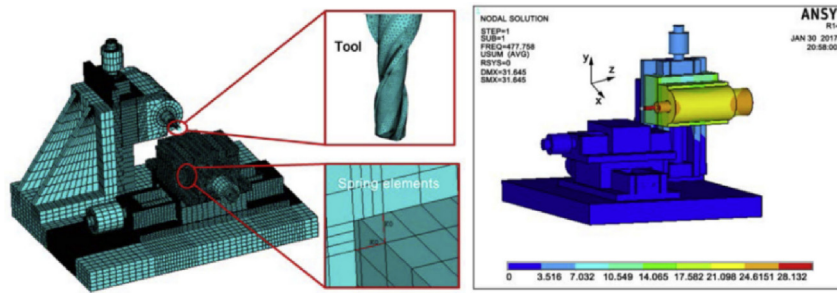 Tool
Spring elements
NODAL SOLUTION
STEP=1
SUB=1
FREQ=477.758
USUM (AVG)
RSYS=0
DMX=31.645
SMX=31.645
ANSY
R14
JAN 30 2017
20:58:00
y
z
x
0 3.516 7.032 10.549 14.065 17.582 21.098 24.6151 28.132